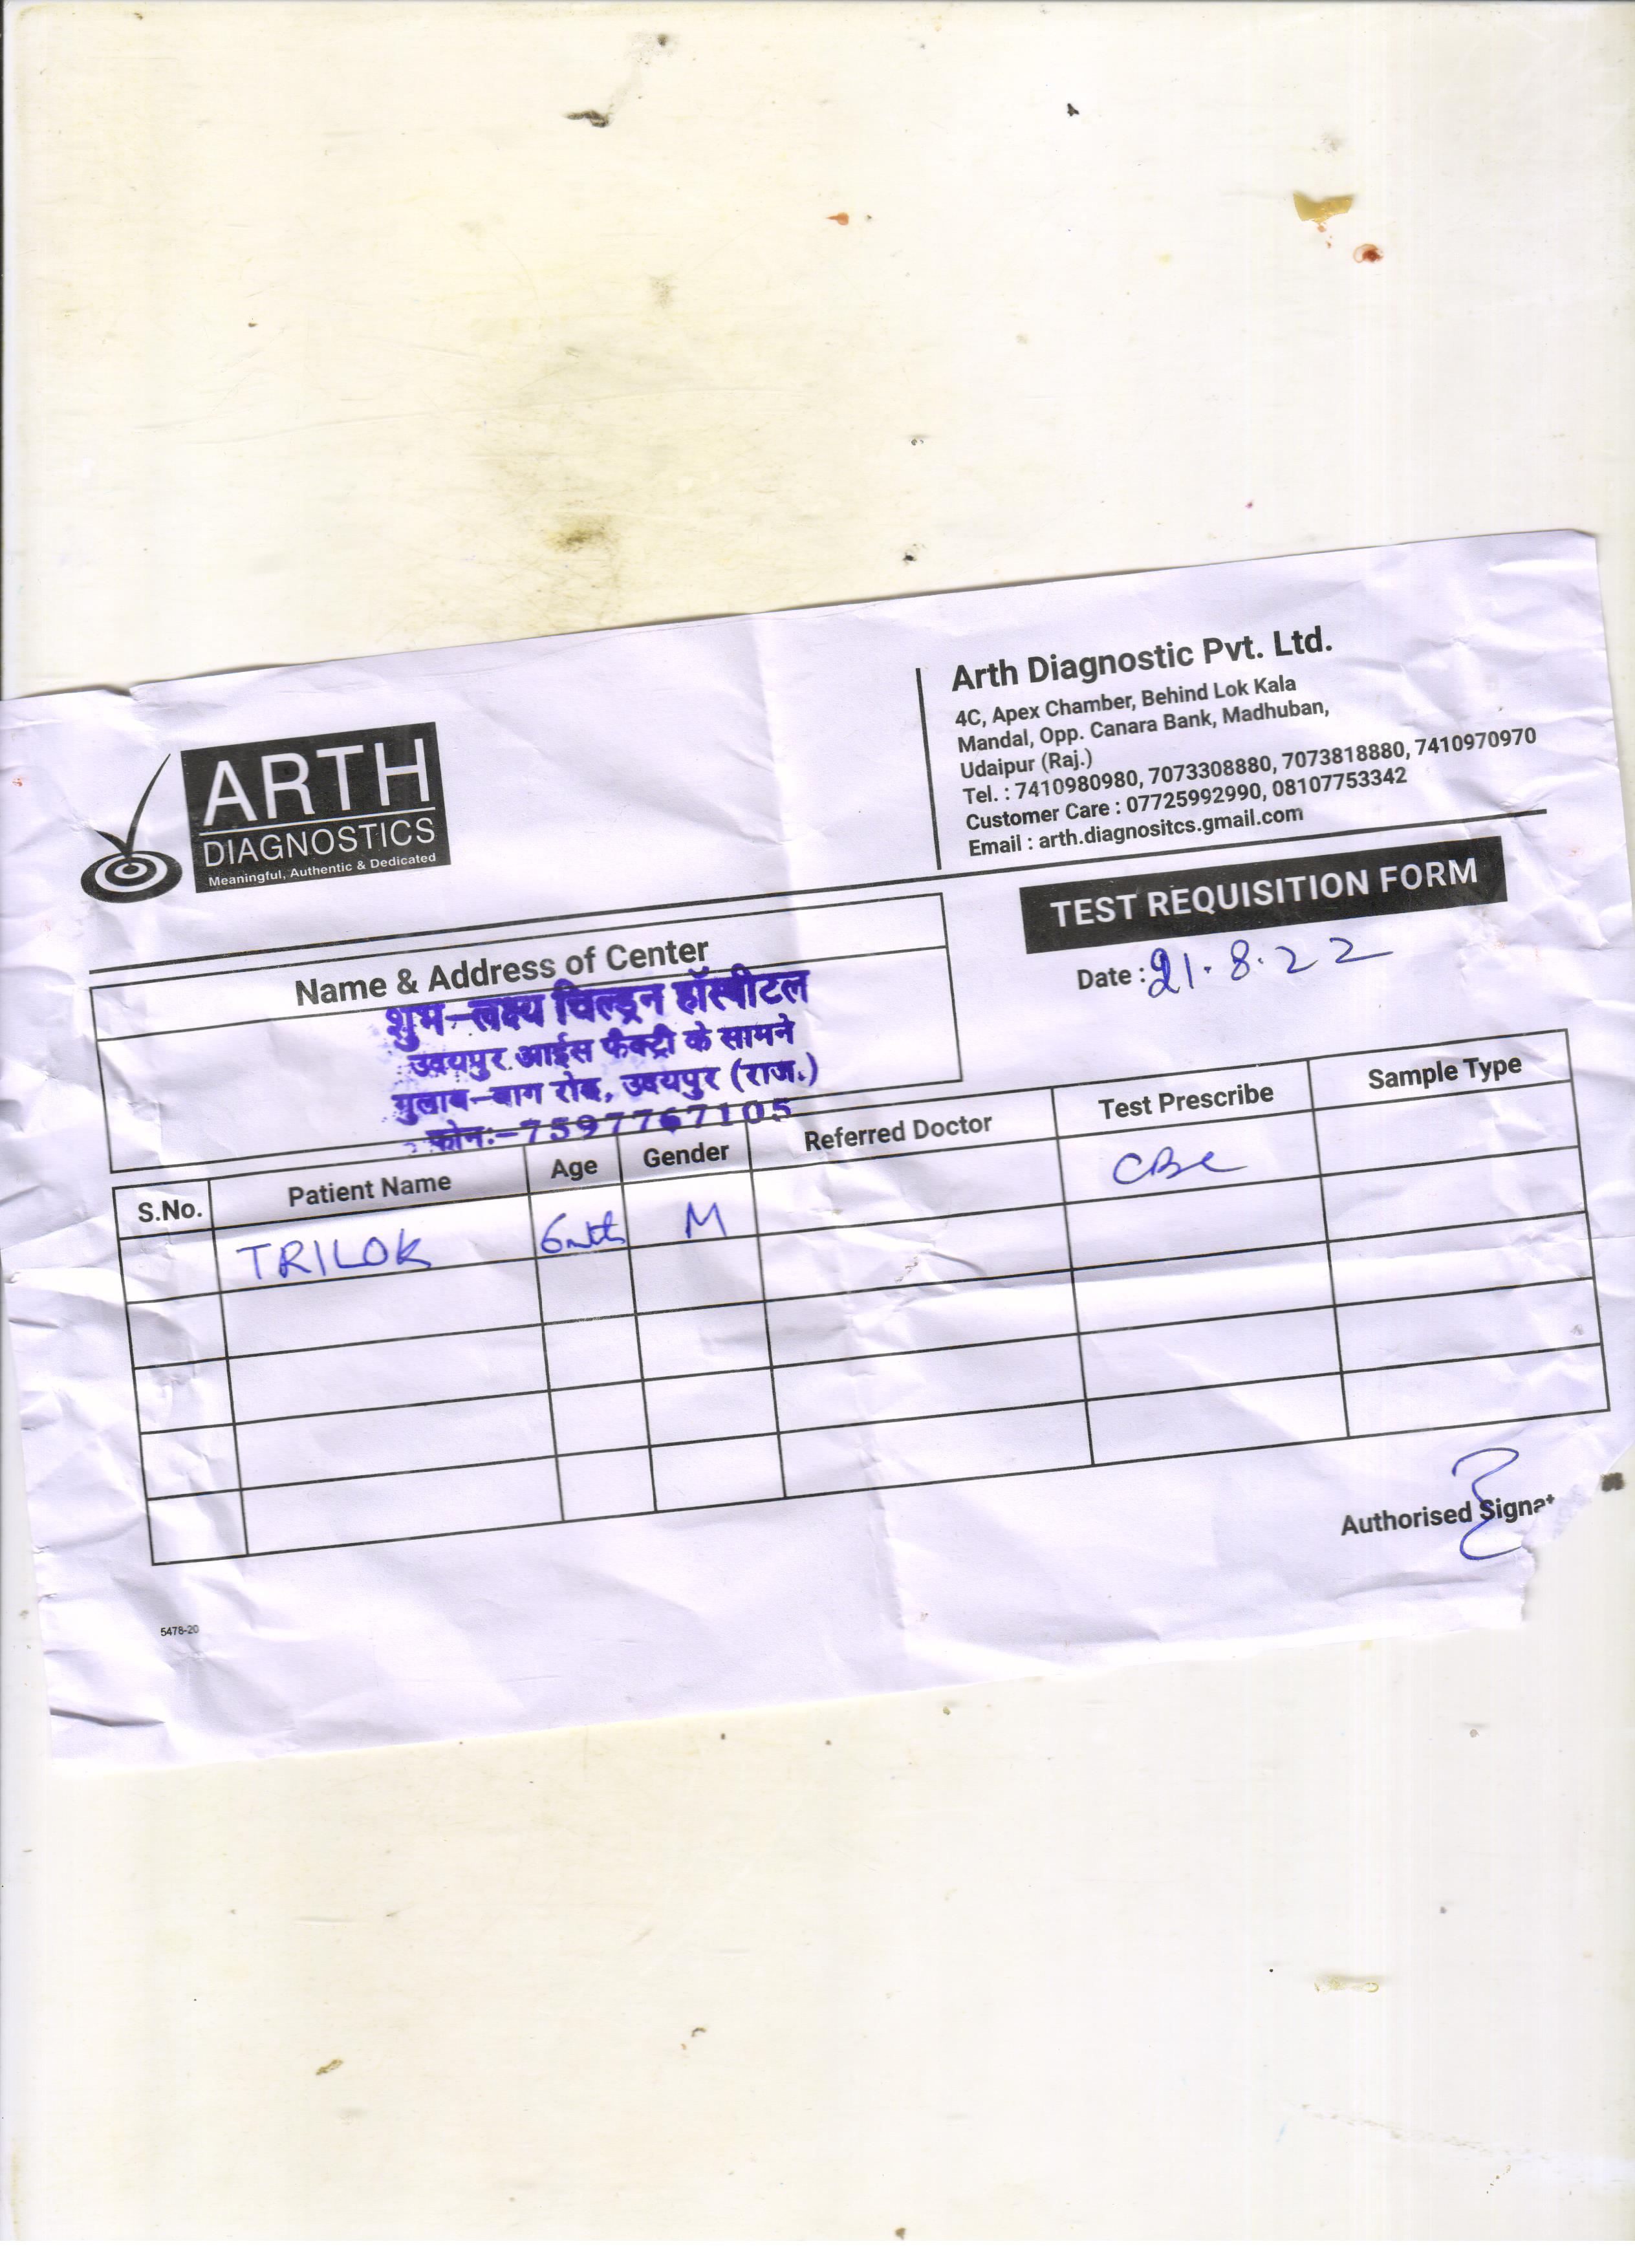 ARTH
DIAGNOSTICS
Meaningful, Authentic & Dedicated
Arth Diagnostic Pvt. Ltd.
4C, Apex Chamber, Behind Lok Kala
Mandal, Opp. Canara Bank, Madhuban,
Udaipur (Raj.)
Tel. : 7410980980, 7073308880, 7073818880, 7410970970
Customer Care : 07725992990, 08107753342
Email : arth.diagnositcs.gmail.com
TEST REQUISITION FORM
Date : 21.8.22
Name & Address of Center
शुभ-लक्ष्य चिल्ड्रन हॉस्पीटल
उदयपुर आईस फैक्ट्री के सामने
गुलाब-बाग रोड, उदयपुर (राज.)
फोन:-7597767105
S.No. Patient Name Age Gender Referred Doctor Test Prescribe Sample Type
TRILOK 6mth M CBC
Authorised Signat
5478-20